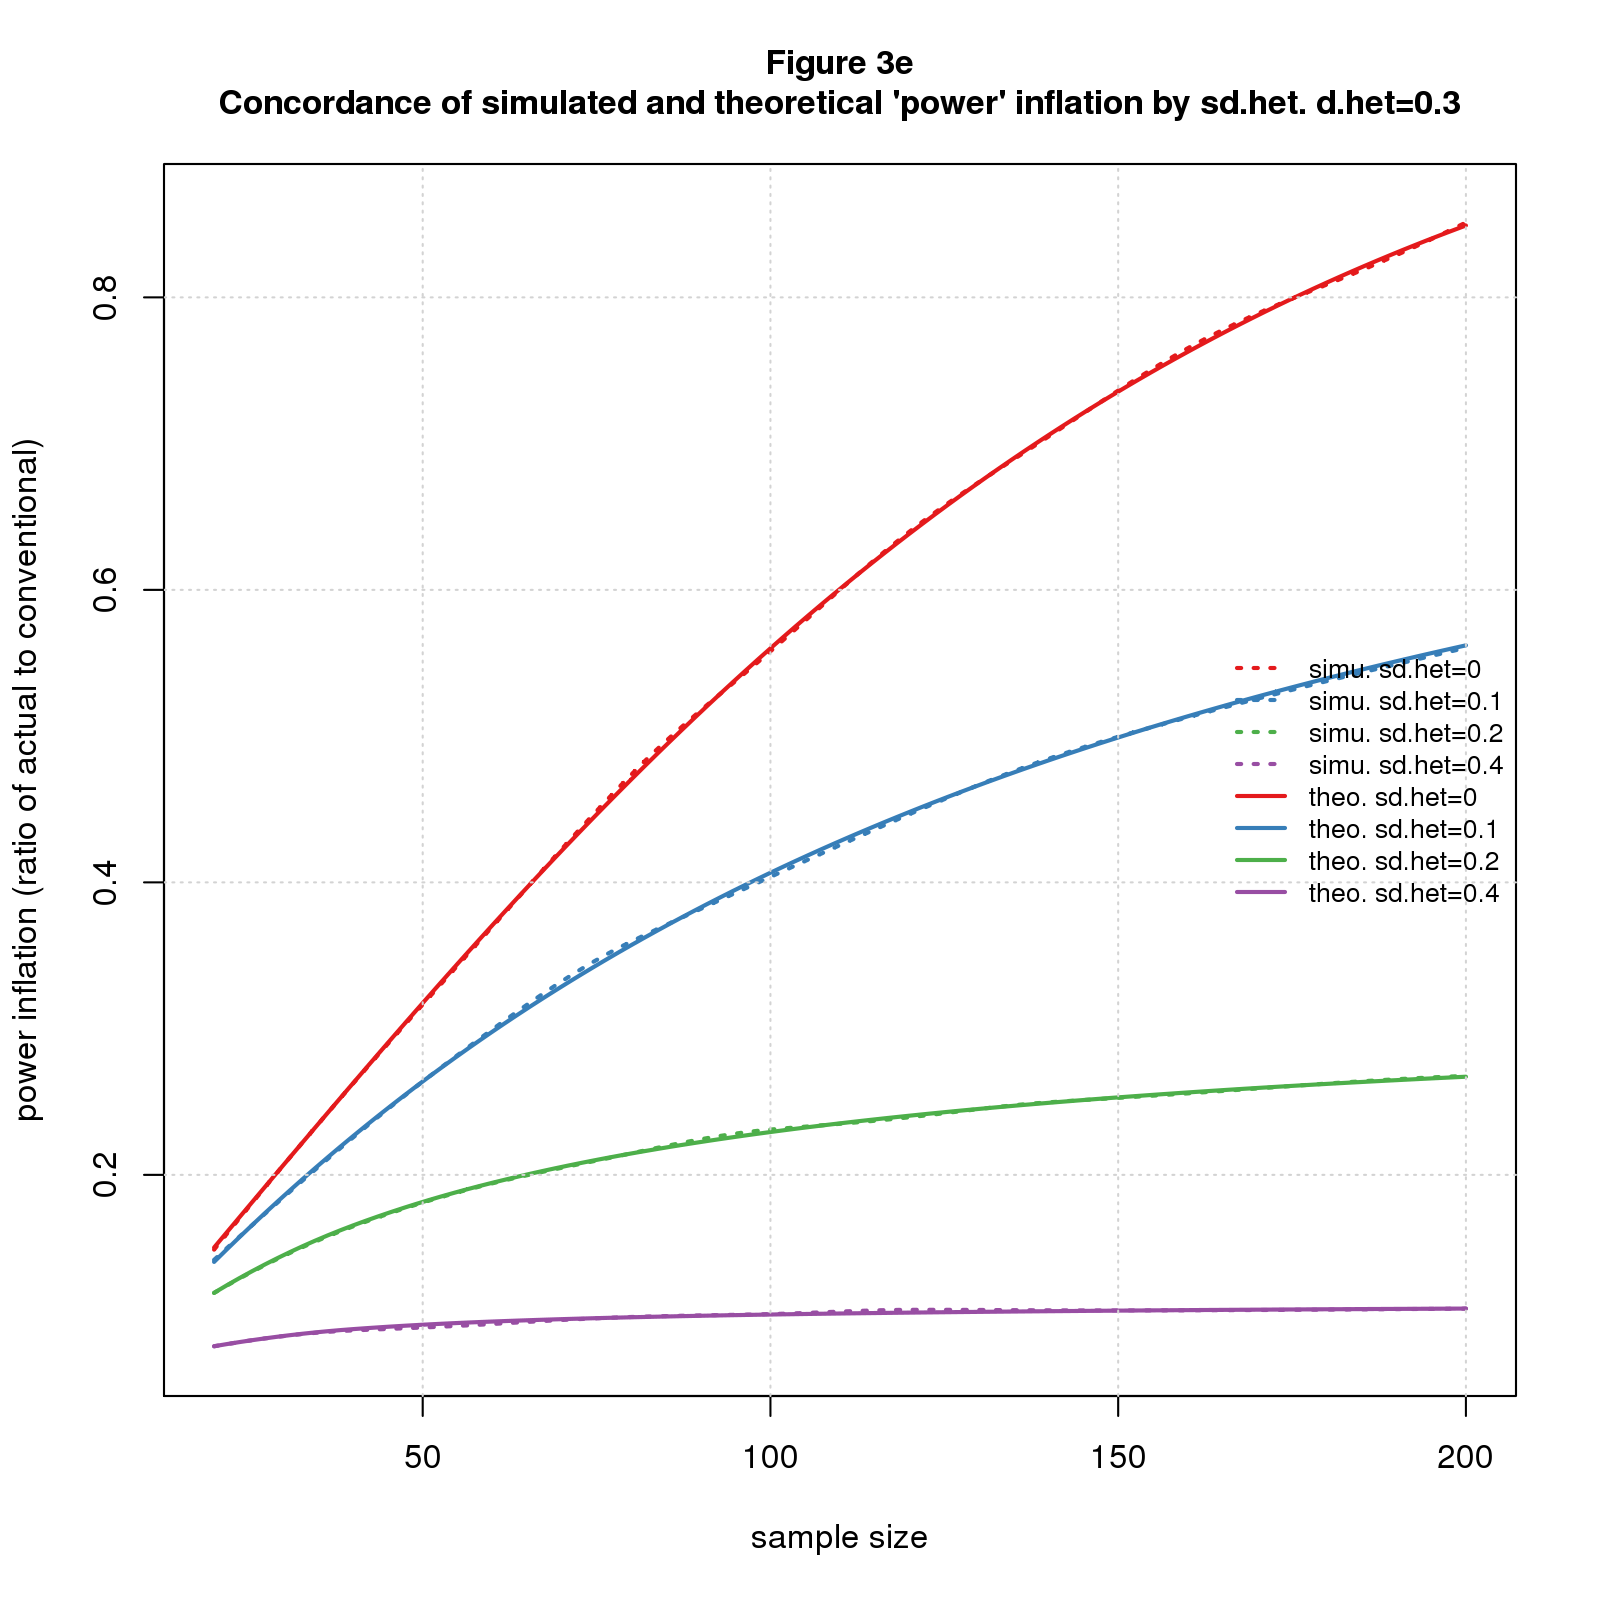 Figure 3e
Concordance of simulated and theoretical 'power' inflation by sd.het. d.het=0.3
power inflation (ratio of actual to conventional)
0.8
0.6
0.4
0.2
simu. sd.het=0
simu. sd.het=0.1
simu. sd.het=0.2
simu. sd.het=0.4
theo. sd.het=0
theo. sd.het=0.1
theo. sd.het=0.2
theo. sd.het=0.4
50 100 150 200
sample size